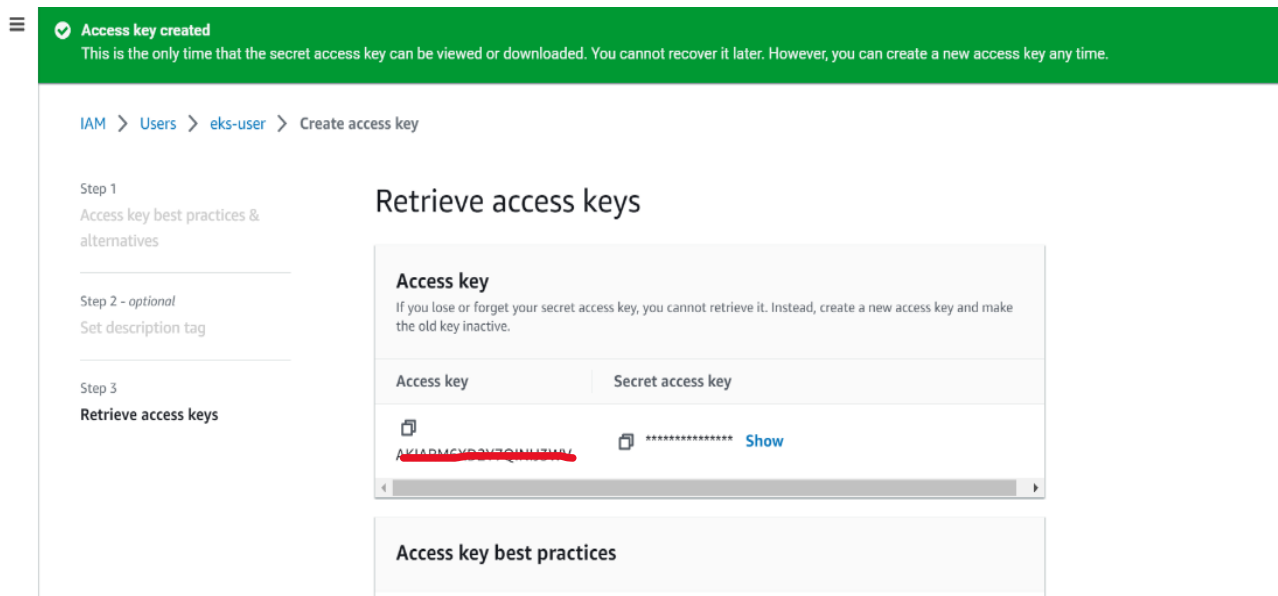 Access key created
This is the only time that the secret access key can be viewed or downloaded. You cannot recover it later. However, you can create a new access key any time.
IAM > Users > eks-user > Create access key
Step 1
Access key best practices &
alternatives
Step 2 - optional
Set description tag
Step 3
Retrieve access keys
Retrieve access keys
Access key
If you lose or forget your secret access key, you cannot retrieve it. Instead, create a new access key and make
the old key inactive.
Access key Secret access key
*************** Show
Access key best practices